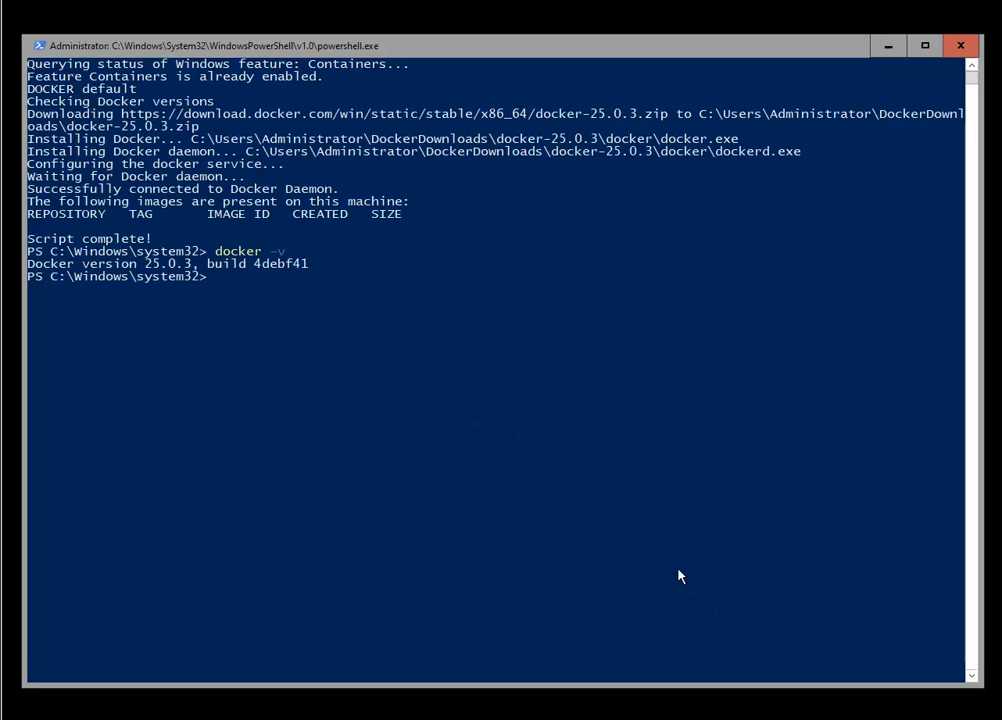 Administrator: C:\Windows\System32\WindowsPowerShell\v1.0\powershell.exe
Querying status of Windows feature: Containers...
Feature Containers is already enabled.
DOCKER default
Checking Docker versions
Downloading https://download.docker.com/win/static/stable/x86_64/docker-25.0.3.zip to C:\Users\Administrator\DockerDownl
oads\docker-25.0.3.zip
Installing Docker... C:\Users\Administrator\DockerDownloads\docker-25.0.3\docker\docker.exe
Installing Docker daemon... C:\Users\Administrator\DockerDownloads\docker-25.0.3\docker\dockerd.exe
Configuring the docker service...
Waiting for Docker daemon...
Successfully connected to Docker Daemon.
The following images are present on this machine:
REPOSITORY   TAG       IMAGE ID   CREATED   SIZE
Script complete!
PS C:\Windows\system32> docker -v
Docker version 25.0.3, build 4debf41
PS C:\Windows\system32>